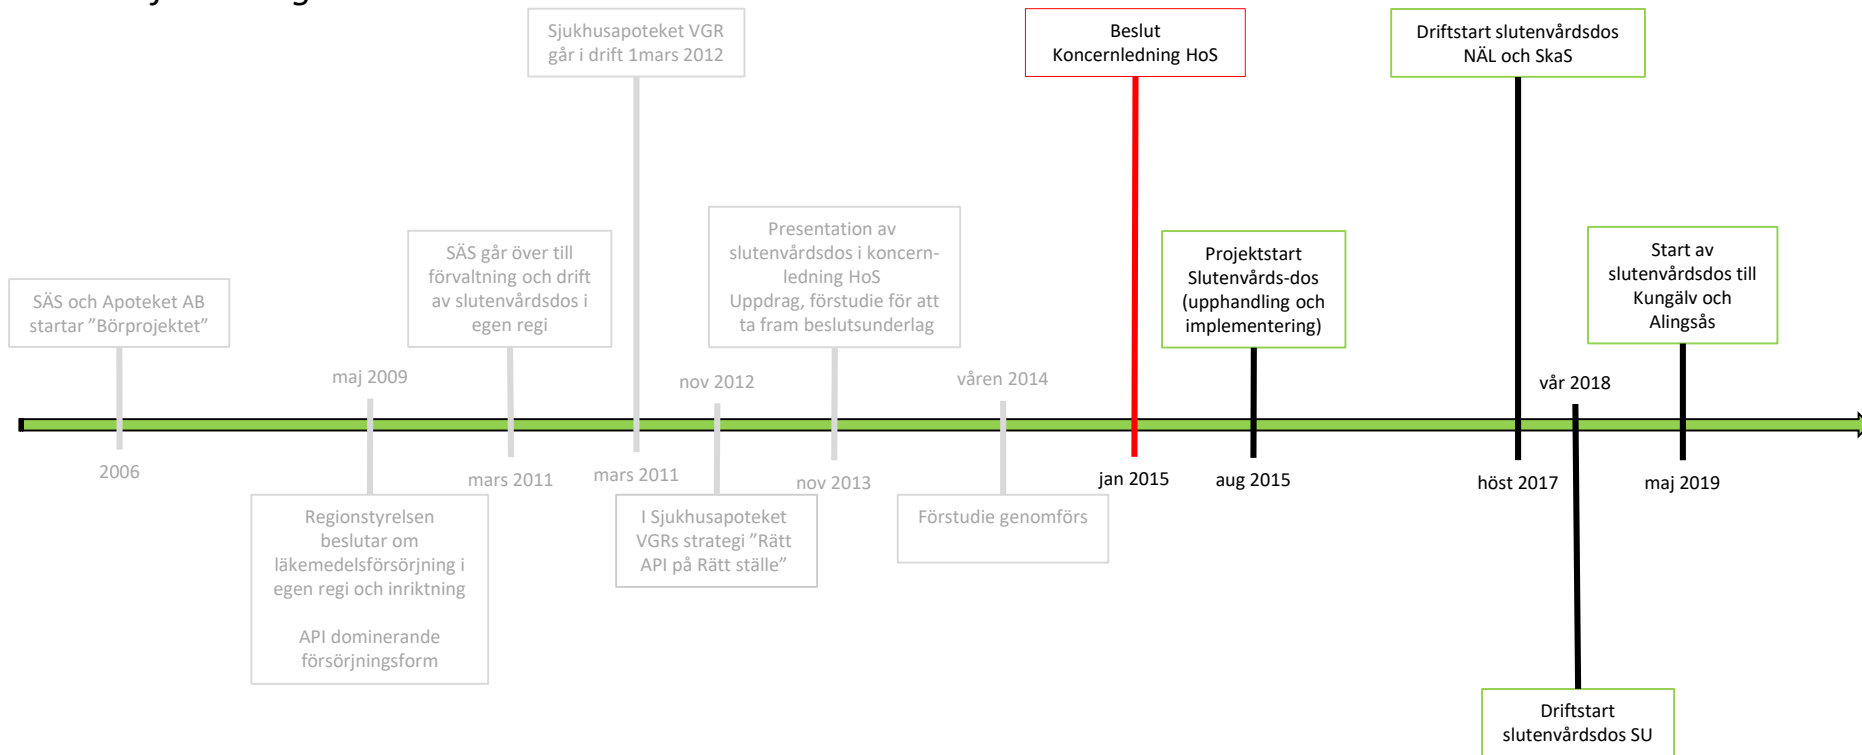 Sjukhusapoteket VGR
går i drift 1mars 2012
Beslut
Koncernledning HoS
Driftstart slutenvårdsdos
NÄL och SkaS
SÄS och Apoteket AB
startar ”Börprojektet”
SÄS går över till
förvaltning och drift
av slutenvårdsdos i
egen regi
Presentation av
slutenvårdsdos i koncern-
ledning HoS
Uppdrag, förstudie för att
ta fram beslutsunderlag
Projektstart
Slutenvårds-dos
(upphandling och
implementering)
Start av
slutenvårdsdos till
Kungälv och
Alingsås
maj 2009
nov 2012
våren 2014
vår 2018
2006
mars 2011
mars 2011
nov 2013
jan 2015
aug 2015
höst 2017
maj 2019
Regionstyrelsen
beslutar om
läkemedelsförsörjning i
egen regi och inriktning
API dominerande
försörjningsform
I Sjukhusapoteket
VGRs strategi ”Rätt
API på Rätt ställe”
Förstudie genomförs
Driftstart
slutenvårdsdos SU